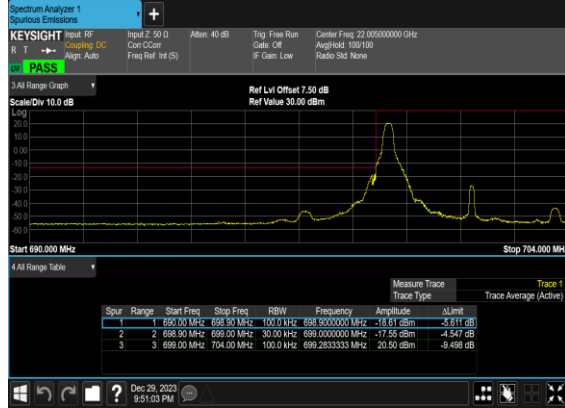 Spectrum Analyzer 1
Spurious Emissions
+
KEYSIGHT Input: RF Input Z: 50 Ω Atten: 40 dB Trig: Free Run Center Freq: 22.005000000 GHz
R T Coupling: DC Corr CCorr Gate: Off Avg|Hold: 100/100
Align: Auto Freq Ref: Int (S) IF Gain: Low Radio Std: None
PASS
3 All Range Graph
Ref Lvl Offset 7.50 dB
Scale/Div 10.0 dB Ref Value 30.00 dBm
Log
20.0
10.0
0.00
-10.0
-20.0
-30.0
-40.0
-50.0
-60.0
Start 690.000 MHz Stop 704.000 MH
4 All Range Table
Measure Trace Trace 1
Trace Type Trace Average (Active)
Spur Range Start Freq Stop Freq RBW Frequency Amplitude ΔLimit
1 1 690.00 MHz 698.90 MHz 100.0 kHz 698.9000000 MHz -18.61 dBm -5.611 dB
2 2 698.90 MHz 699.00 MHz 30.00 kHz 699.0000000 MHz -17.55 dBm -4.547 dB
3 3 699.00 MHz 704.00 MHz 100.0 kHz 699.2833333 MHz 20.50 dBm -9.498 dB
? Dec 29, 2023
9:51:03 PM